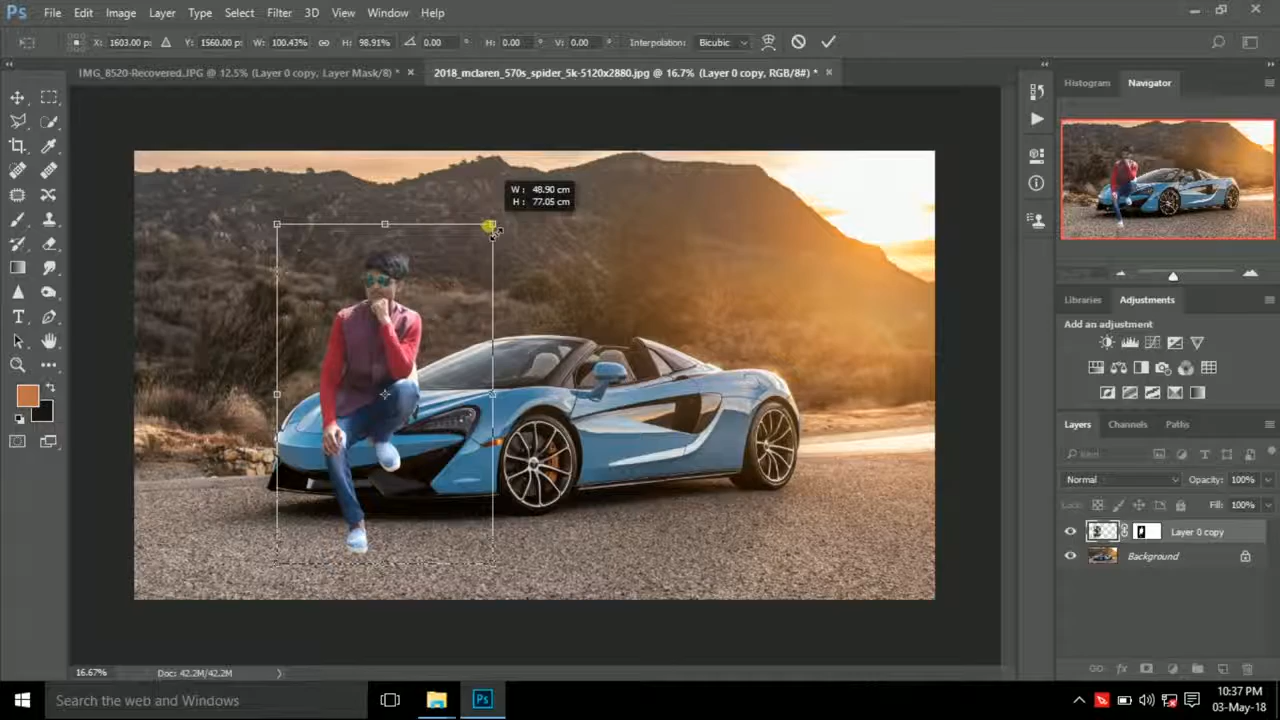 Ps File Edit Image Layer Type Select Filter 3D View Window Help
X: 1603.00 px Y: 1560.00 px W: 100.43% H: 98.91% 0.00 ° H: 0.00 ° V: 0.00 ° Interpolation: Bicubic
IMG_8520-Recovered.JPG @ 12.5% (Layer 0 copy, Layer Mask/8) * × 2018_mclaren_570s_spider_5k-5120x2880.jpg @ 16.7% (Layer 0 copy, RGB/8#) * ×
Histogram Navigator
W: 48.90 cm
H: 77.05 cm
Libraries Adjustments
Add an adjustment
Layers Channels Paths
Kind
Normal Opacity: 100%
Lock: Fill: 100%
Layer 0 copy
Background
16.67% Doc: 42.2M/42.2M
Search the web and Windows
Ps
10:37 PM
03-May-18